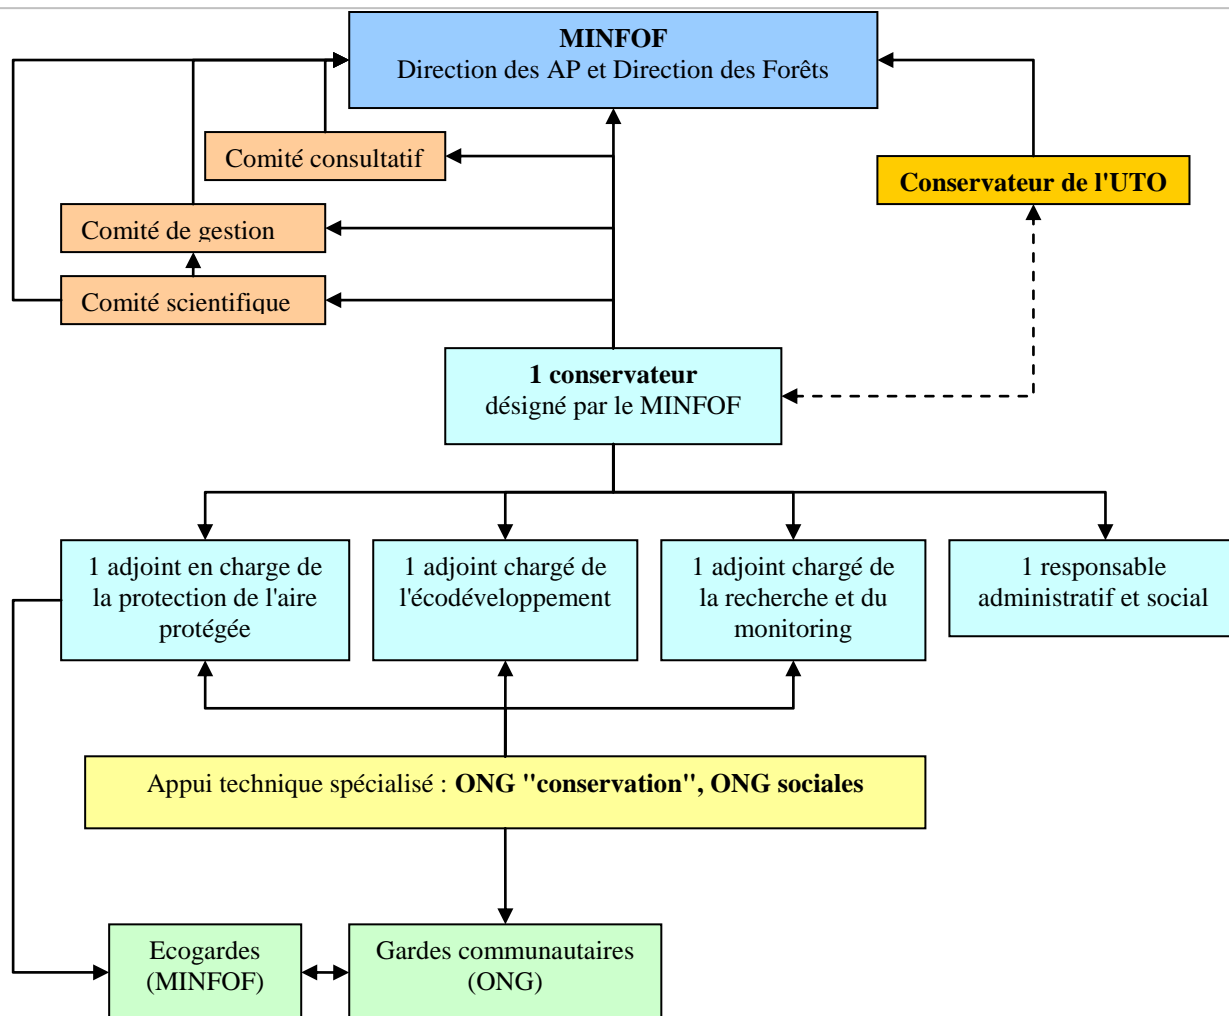 MINFOF
Direction des AP et Direction des Forêts
Comité consultatif
Conservateur de l'UTO
Comité de gestion
Comité scientifique
1 conservateur
désigné par le MINFOF
1 adjoint en charge de
la protection de l'aire
protégée
1 adjoint chargé de
l'écodéveloppement
1 adjoint chargé de
la recherche et du
monitoring
1 responsable
administratif et social
Appui technique spécialisé : ONG "conservation", ONG sociales
Ecogardes
(MINFOF)
Gardes communautaires
(ONG)